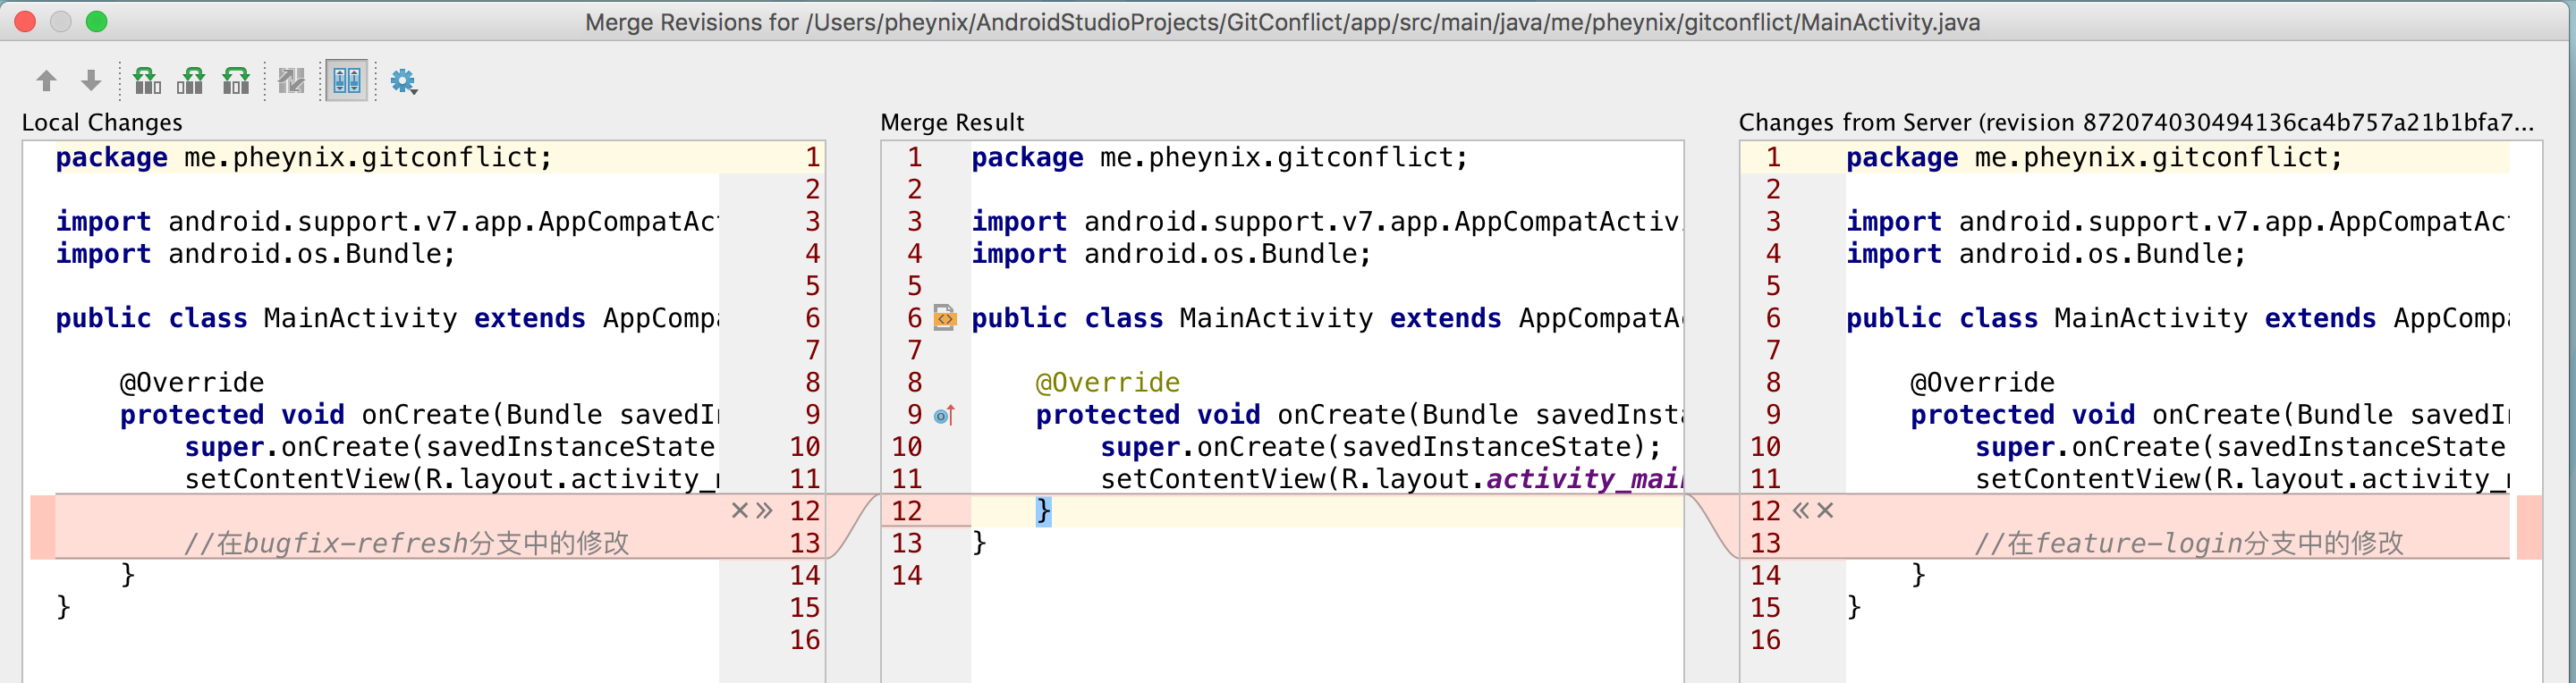 Merge Revisions for /Users/pheynix/AndroidStudioProjects/GitConflict/app/src/main/java/me/pheynix/gitconflict/MainActivity.java
Local Changes
package me.pheynix.gitconflict; 1
2
import android.support.v7.app.AppCompatAct 3
import android.os.Bundle; 4
5
public class MainActivity extends AppCompa 6
7
@Override 8
protected void onCreate(Bundle savedI 9
super.onCreate(savedInstanceState 10
setContentView(R.layout.activity_ 11
12
//在bugfix-refresh分支中的修改 13
} 14
} 15
16
Merge Result
1 package me.pheynix.gitconflict;
2
3 import android.support.v7.app.AppCompatActiv
4 import android.os.Bundle;
5
6 public class MainActivity extends AppCompatA
7
8 @Override
9 protected void onCreate(Bundle savedInsta
10 super.onCreate(savedInstanceState);
11 setContentView(R.layout.activity_mai
12 }
13 }
14
Changes from Server (revision 872074030494136ca4b757a21b1bfa7...
1 package me.pheynix.gitconflict;
2
3 import android.support.v7.app.AppCompatAct
4 import android.os.Bundle;
5
6 public class MainActivity extends AppCompa
7
8 @Override
9 protected void onCreate(Bundle savedI
10 super.onCreate(savedInstanceState
11 setContentView(R.layout.activity_
12
13 //在feature-login分支中的修改
14 }
15 }
16